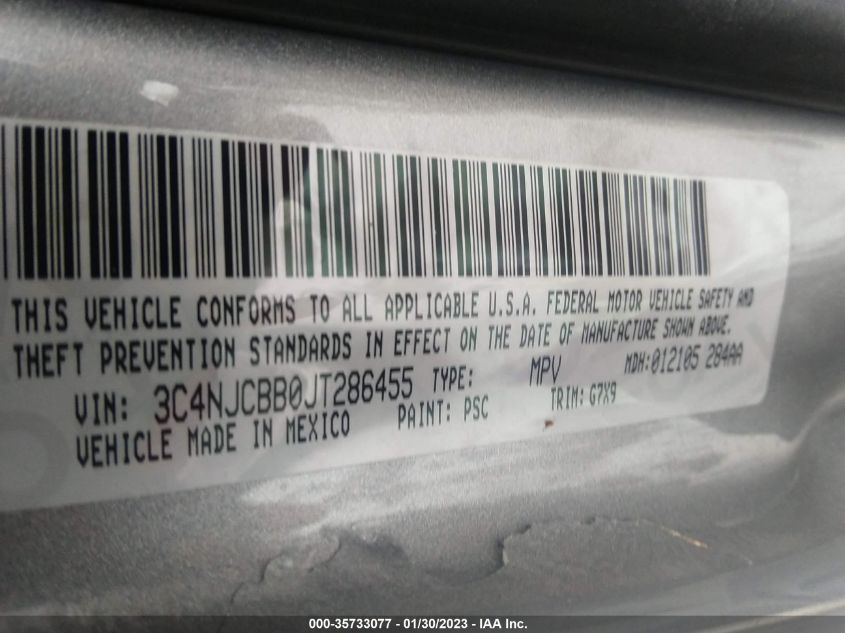 THIS VEHICLE CONFORMS TO ALL APPLICABLE U.S.A. FEDERAL MOTOR VEHICLE SAFETY AND
THEFT PREVENTION STANDARDS IN EFFECT ON THE DATE OF MANUFACTURE SHOWN ABOVE.
VIN: 3C4NJCBB0JT286455 TYPE: MPV MDH:012105 284AA
VEHICLE MADE IN MEXICO PAINT: PSC TRIM: G7X9
000-35733077 - 01/30/2023 - IAA Inc.